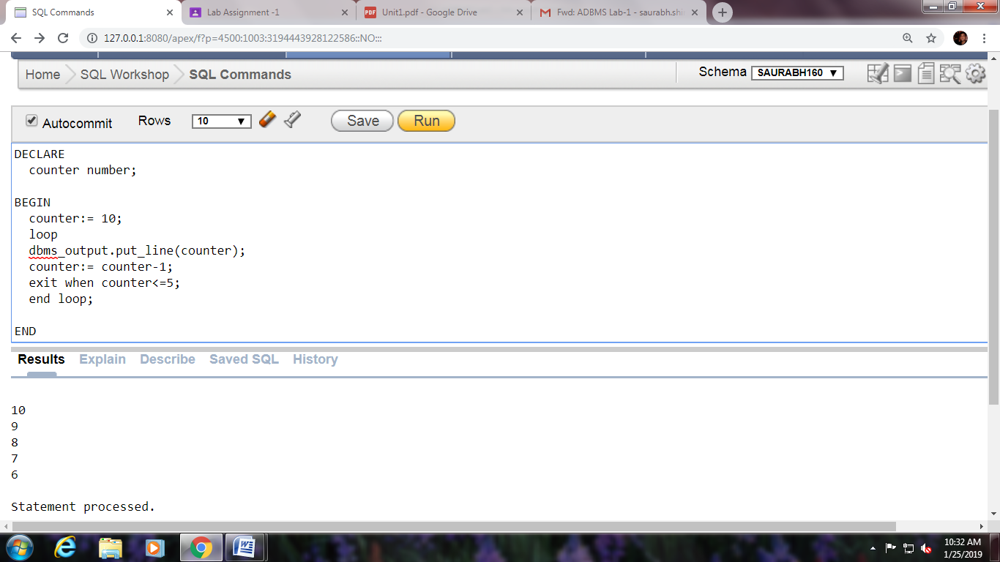 SQL Commands
Lab Assignment -1
PDF
Unit1.pdf - Google Drive
Fwd: ADBMS Lab-1 - saurabh.shi
127.0.0.1:8080/apex/f?p=4500:1003:3194443928122586::NO:::
Home SQL Workshop SQL Commands
Schema SAURABH160
Autocommit Rows 10 Save Run
DECLARE
counter number;
BEGIN
counter:= 10;
loop
dbms_output.put_line(counter);
counter:= counter-1;
exit when counter<=5;
end loop;
END
Results Explain Describe Saved SQL History
10
9
8
7
6
Statement processed.
10:32 AM
1/25/2019